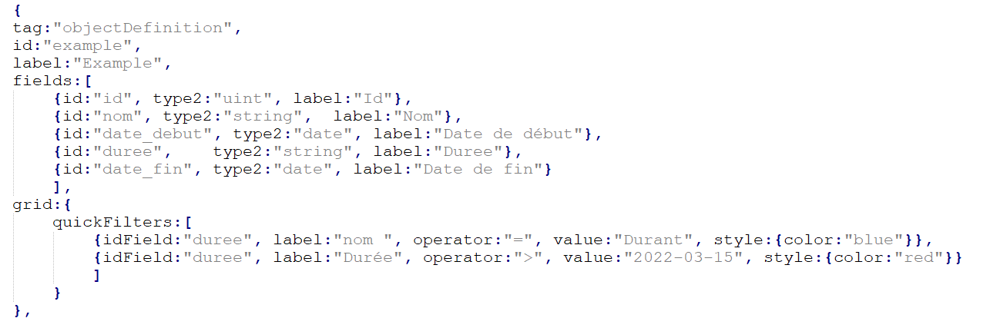 {
tag:"objectDefinition",
id:"example",
label:"Example",
fields:[
{id:"id", type2:"uint", label:"Id"},
{id:"nom", type2:"string",  label:"Nom"},
{id:"date_debut", type2:"date", label:"Date de début"},
{id:"duree",    type2:"string", label:"Duree"},
{id:"date_fin", type2:"date", label:"Date de fin"}
],
grid:{
quickFilters:[
{idField:"duree", label:"nom ", operator:"=", value:"Durant", style:{color:"blue"}},
{idField:"duree", label:"Durée", operator:">", value:"2022-03-15", style:{color:"red"}}
]
}
},